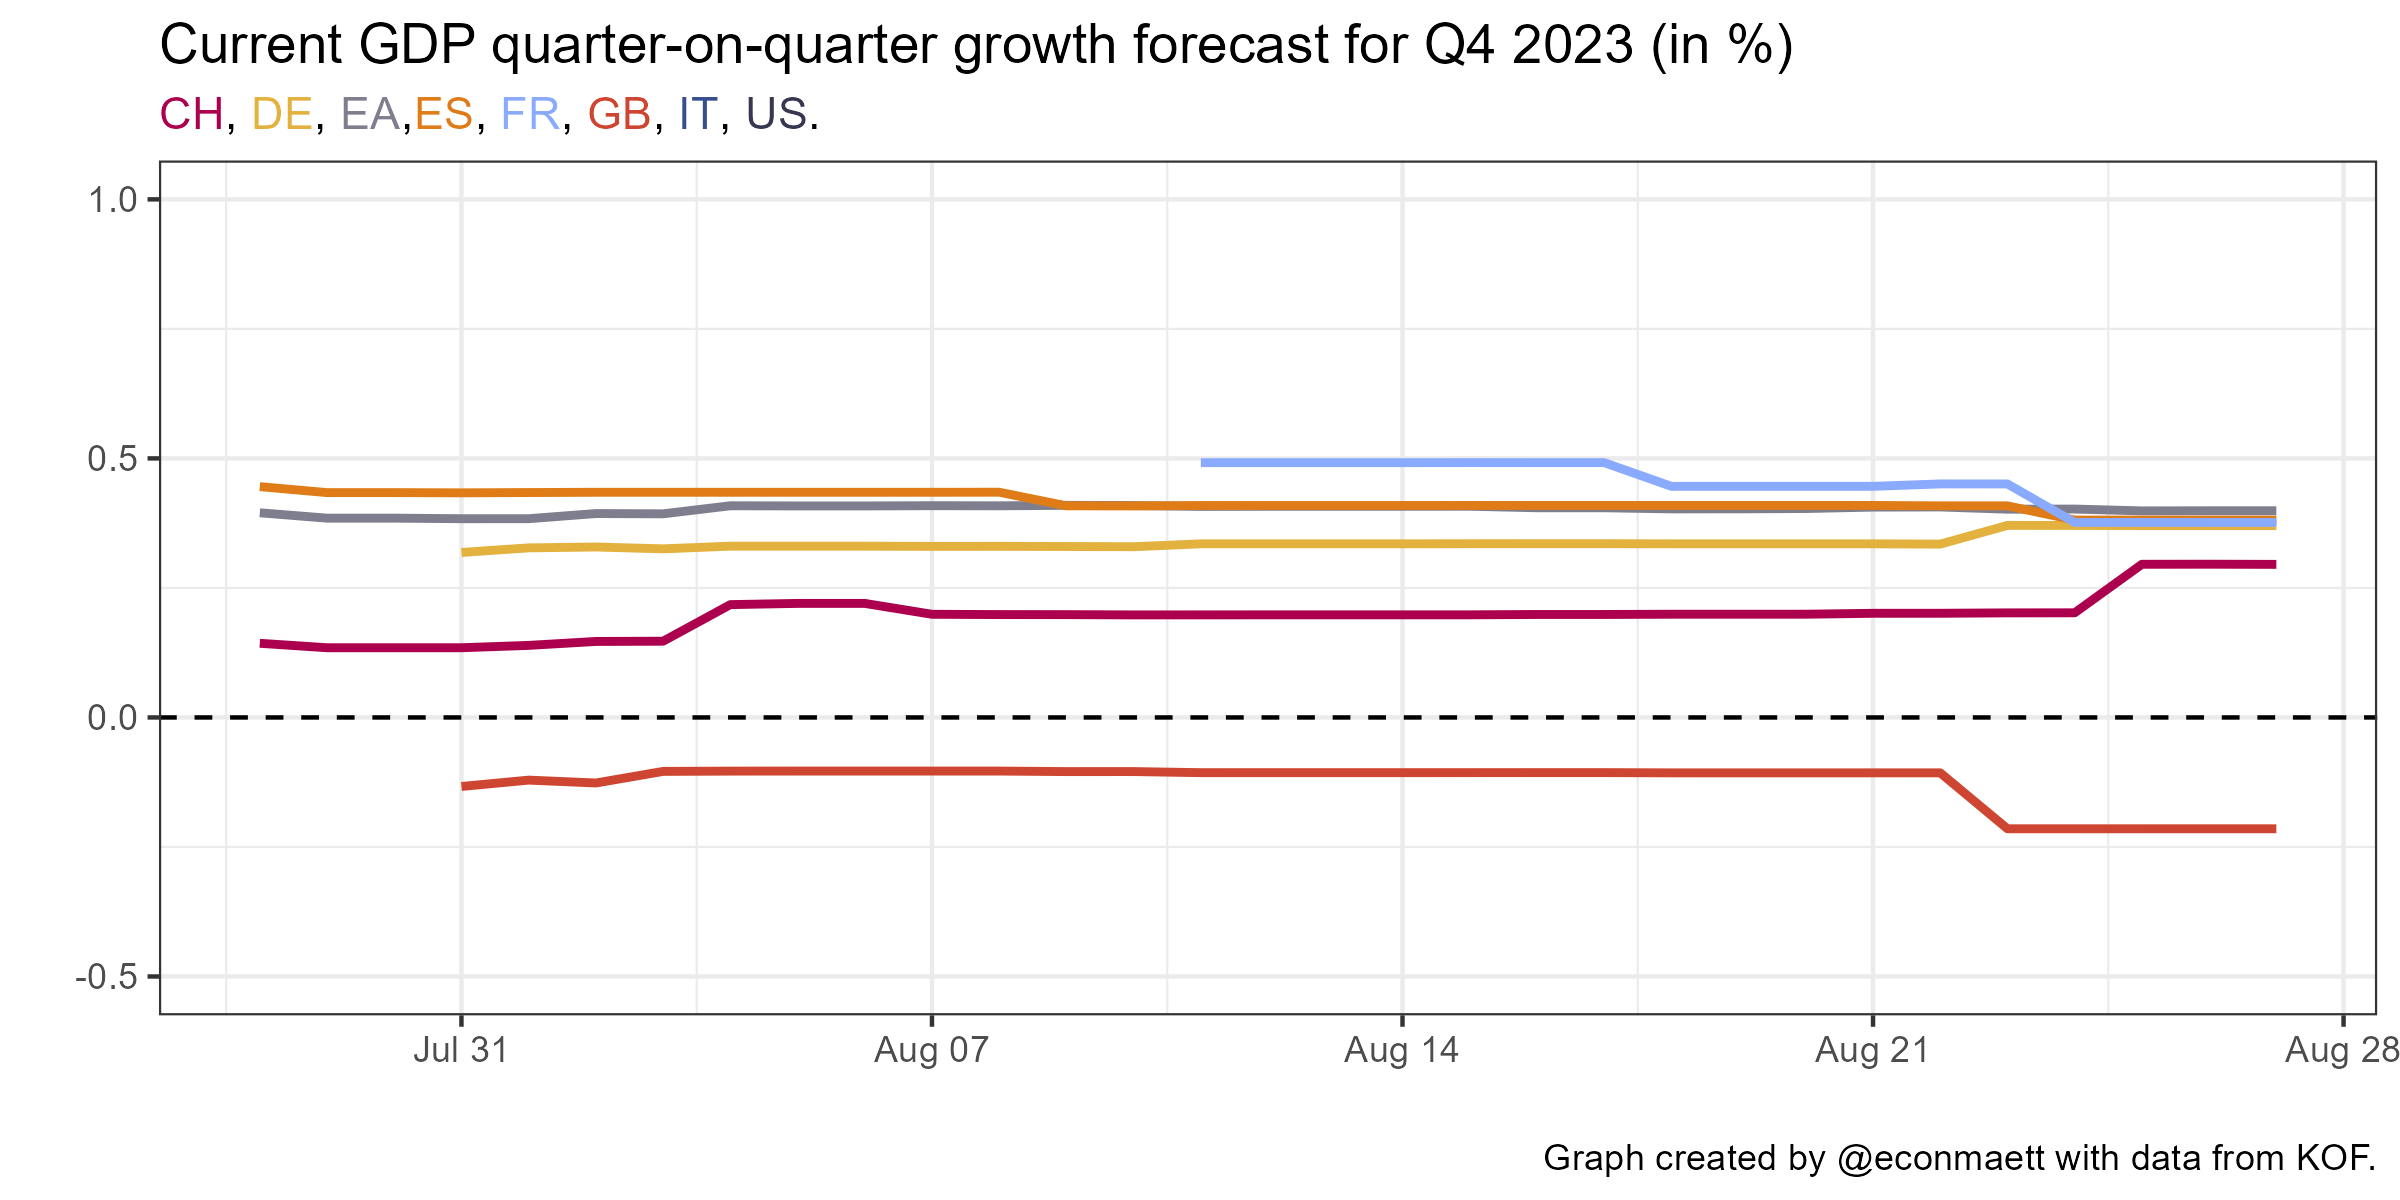 Current GDP quarter-on-quarter growth forecast for Q4 2023 (in %)
CH, DE, EA,ES, FR, GB, IT, US.
1.0
0.5
0.0
-0.5
Jul 31 Aug 07 Aug 14 Aug 21 Aug 28
Graph created by @econmaett with data from KOF.